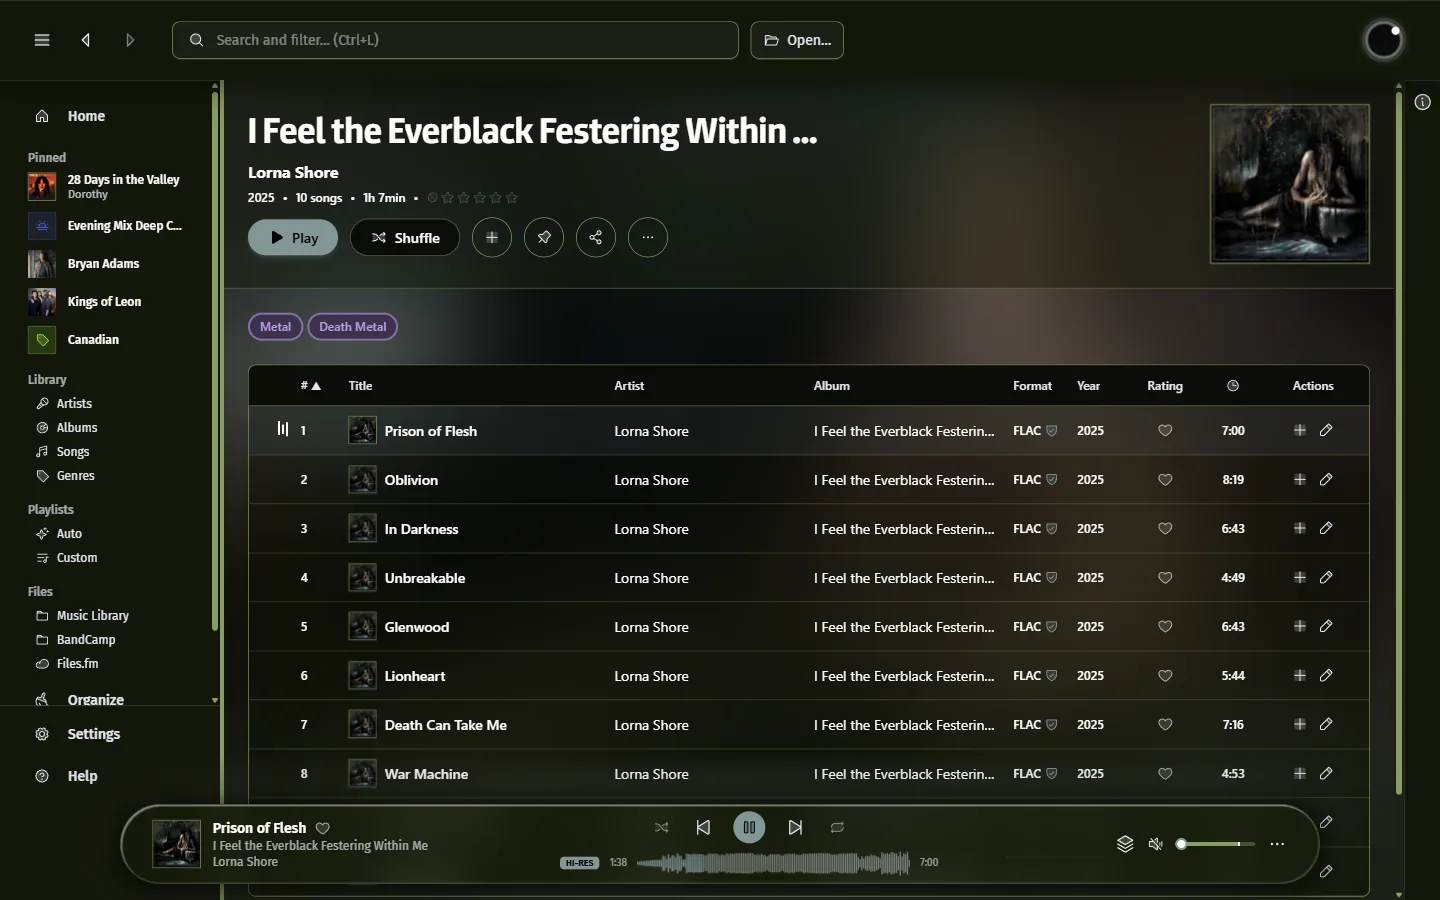 Search and filter... (Ctrl+L)
Open...
Home
Pinned
28 Days in the Valley
Dorothy
Evening Mix Deep C...
Bryan Adams
Kings of Leon
Canadian
Library
Artists
Albums
Songs
Genres
Playlists
Auto
Custom
Files
Music Library
BandCamp
Files.fm
Organize
Settings
Help
I Feel the Everblack Festering Within ...
Lorna Shore
2025 • 10 songs • 1h 7min •
Play
Shuffle
Metal
Death Metal
# Title Artist Album Format Year Rating Actions
1 Prison of Flesh Lorna Shore I Feel the Everblack Festerin... FLAC 2025 7:00
2 Oblivion Lorna Shore I Feel the Everblack Festerin... FLAC 2025 8:19
3 In Darkness Lorna Shore I Feel the Everblack Festerin... FLAC 2025 6:43
4 Unbreakable Lorna Shore I Feel the Everblack Festerin... FLAC 2025 4:49
5 Glenwood Lorna Shore I Feel the Everblack Festerin... FLAC 2025 6:43
6 Lionheart Lorna Shore I Feel the Everblack Festerin... FLAC 2025 5:44
7 Death Can Take Me Lorna Shore I Feel the Everblack Festerin... FLAC 2025 7:16
8 War Machine Lorna Shore I Feel the Everblack Festerin... FLAC 2025 4:53
Prison of Flesh
I Feel the Everblack Festering Within Me
Lorna Shore
HI-RES 1:38 7:00